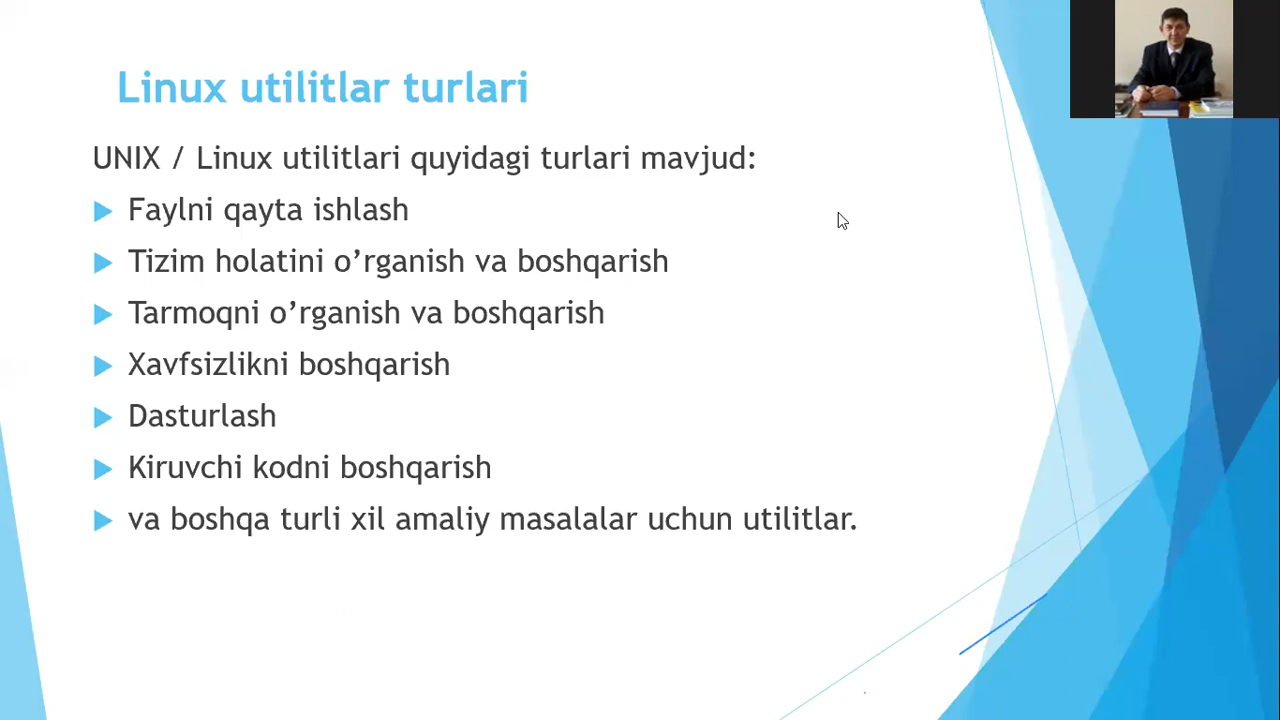 Linux utilitlar turlari
UNIX / Linux utilitlari quyidagi turlari mavjud:
Faylni qayta ishlash
Tizim holatini o’rganish va boshqarish
Tarmoqni o’rganish va boshqarish
Xavfsizlikni boshqarish
Dasturlash
Kiruvchi kodni boshqarish
va boshqa turli xil amaliy masalalar uchun utilitlar.